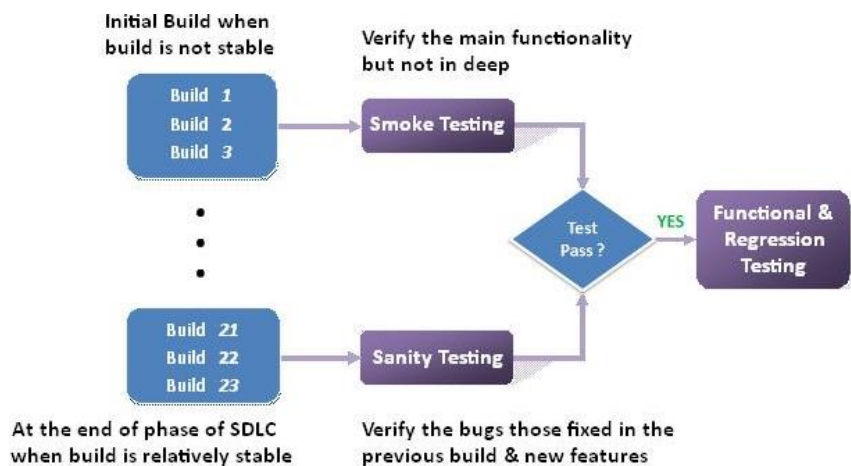 Initial Build when
build is not stable
Verify the main functionality
but not in deep
Build 1
Build 2
Build 3
Smoke Testing
Test
Pass ?
YES
Functional &
Regression
Testing
Build 21
Build 22
Build 23
Sanity Testing
At the end of phase of SDLC
when build is relatively stable
Verify the bugs those fixed in the
previous build & new features